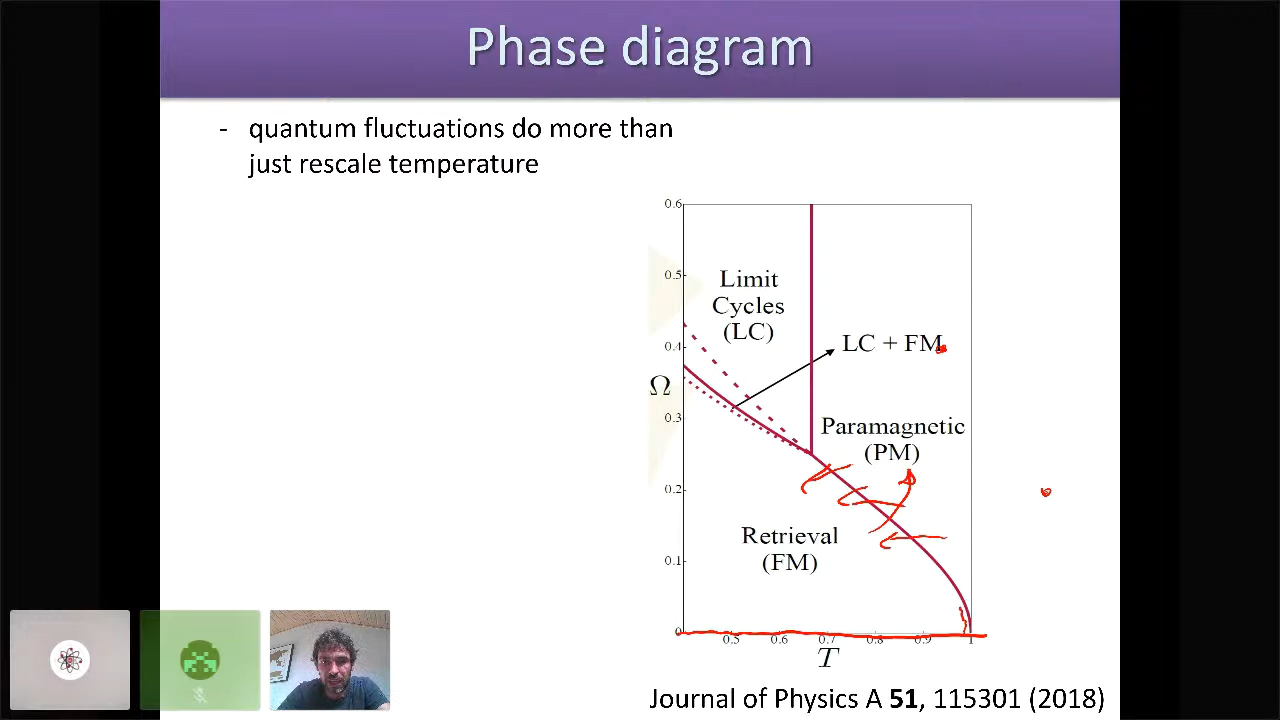 Phase diagram
- quantum fluctuations do more than
just rescale temperature
0.6
0.5
0.4
0.3
0.2
0.1
Ω
Limit
Cycles
(LC)
LC + FM
Paramagnetic
(PM)
Retrieval
(FM)
0.5 0.6 0.7 0.8 0.9 1
T
Journal of Physics A 51, 115301 (2018)